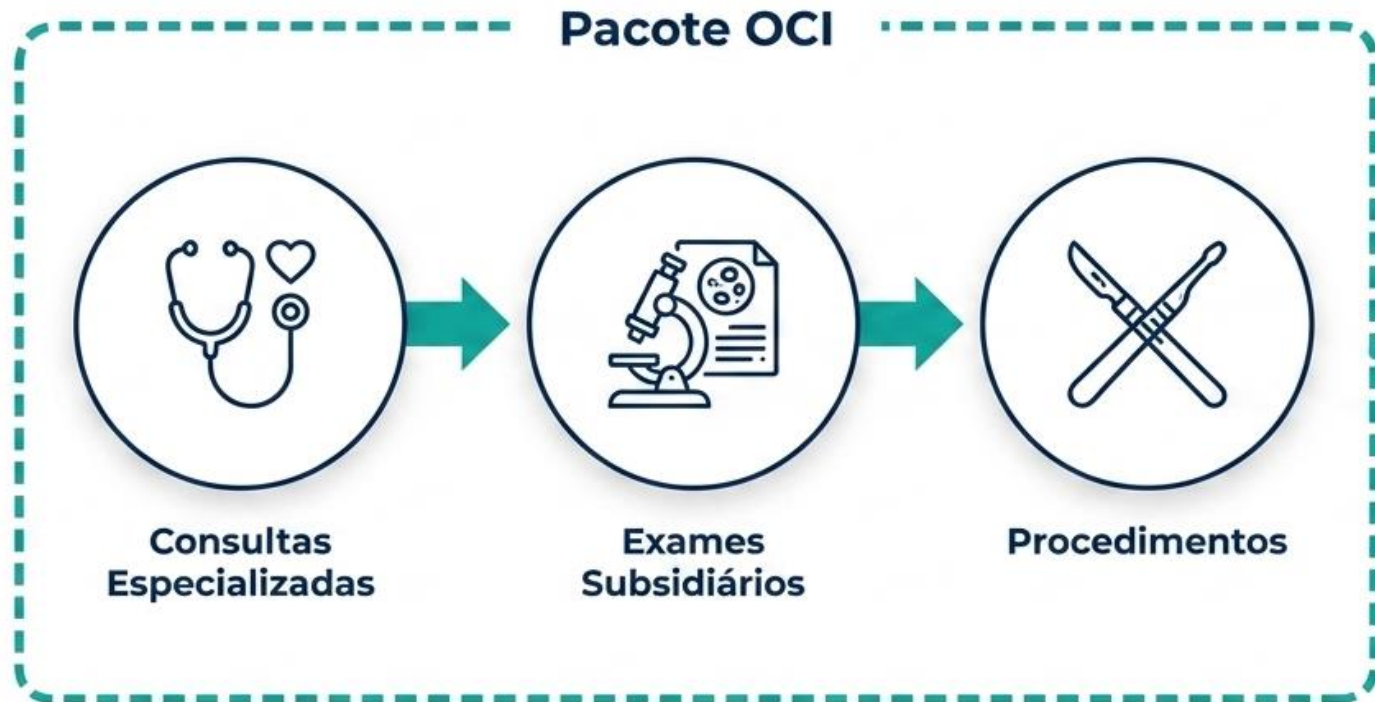 Pacote OCI
Consultas
Especializadas
Exames
Subsidiários
Procedimentos